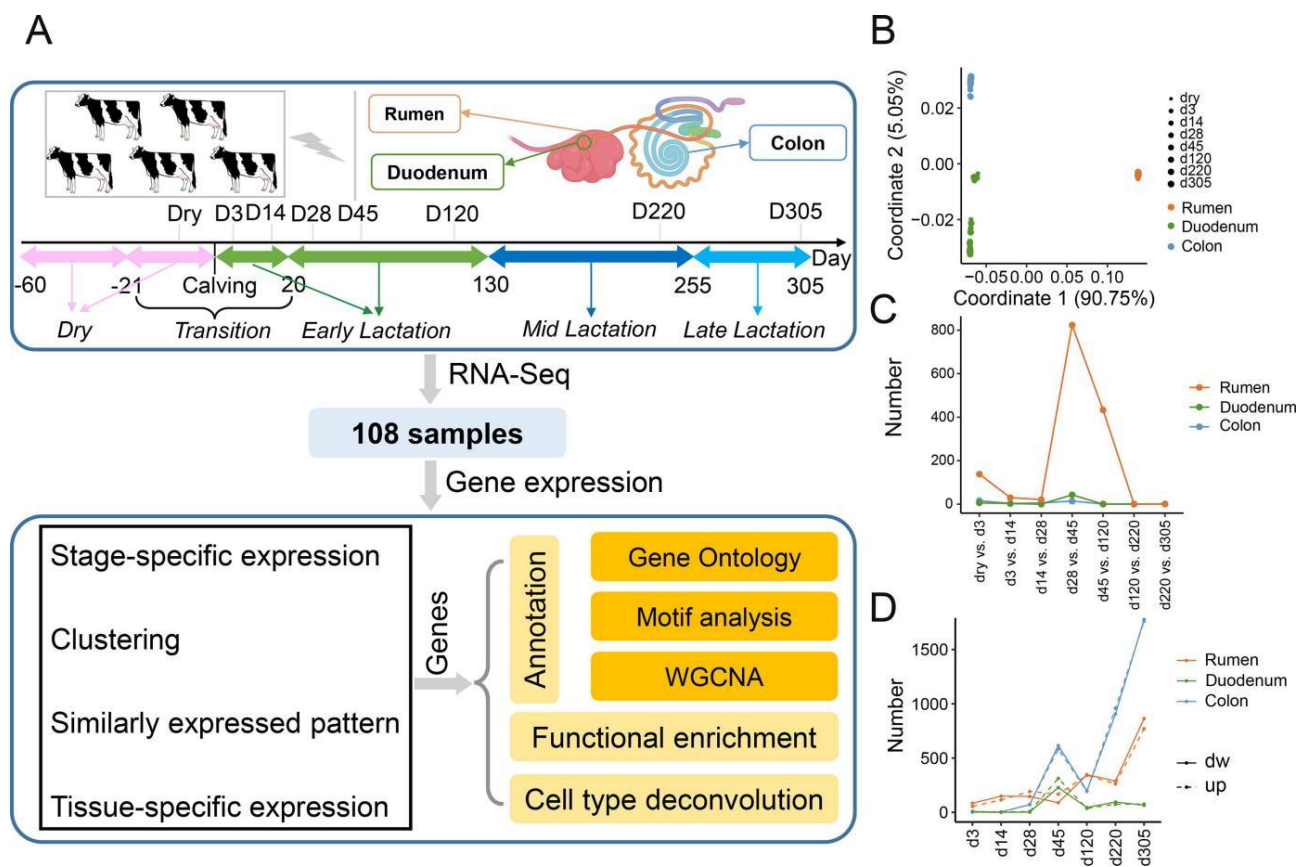 A
Rumen
Duodenum
Colon
Dry D3 D14 D28 D45 D120 D220 D305
Day
-60 -21 Calving 20 130 255 305
Dry Transition Early Lactation Mid Lactation Late Lactation
RNA-Seq
108 samples
Gene expression
Stage-specific expression
Clustering
Similarly expressed pattern
Tissue-specific expression
Genes
Annotation
Gene Ontology
Motif analysis
WGCNA
Functional enrichment
Cell type deconvolution
B
Coordinate 2 (5.05%)
0.02
0.00
−0.02
−0.05 0.00 0.05 0.10
Coordinate 1 (90.75%)
dry
d3
d14
d28
d45
d120
d220
d305
Rumen
Duodenum
Colon
C
Number
800
600
400
200
0
dry vs. d3
d3 vs. d14
d14 vs. d28
d28 vs. d45
d45 vs. d120
d120 vs. d220
d220 vs. d305
Rumen
Duodenum
Colon
D
Number
1500
1000
500
0
d3
d14
d28
d45
d120
d220
d305
Rumen
Duodenum
Colon
dw
up